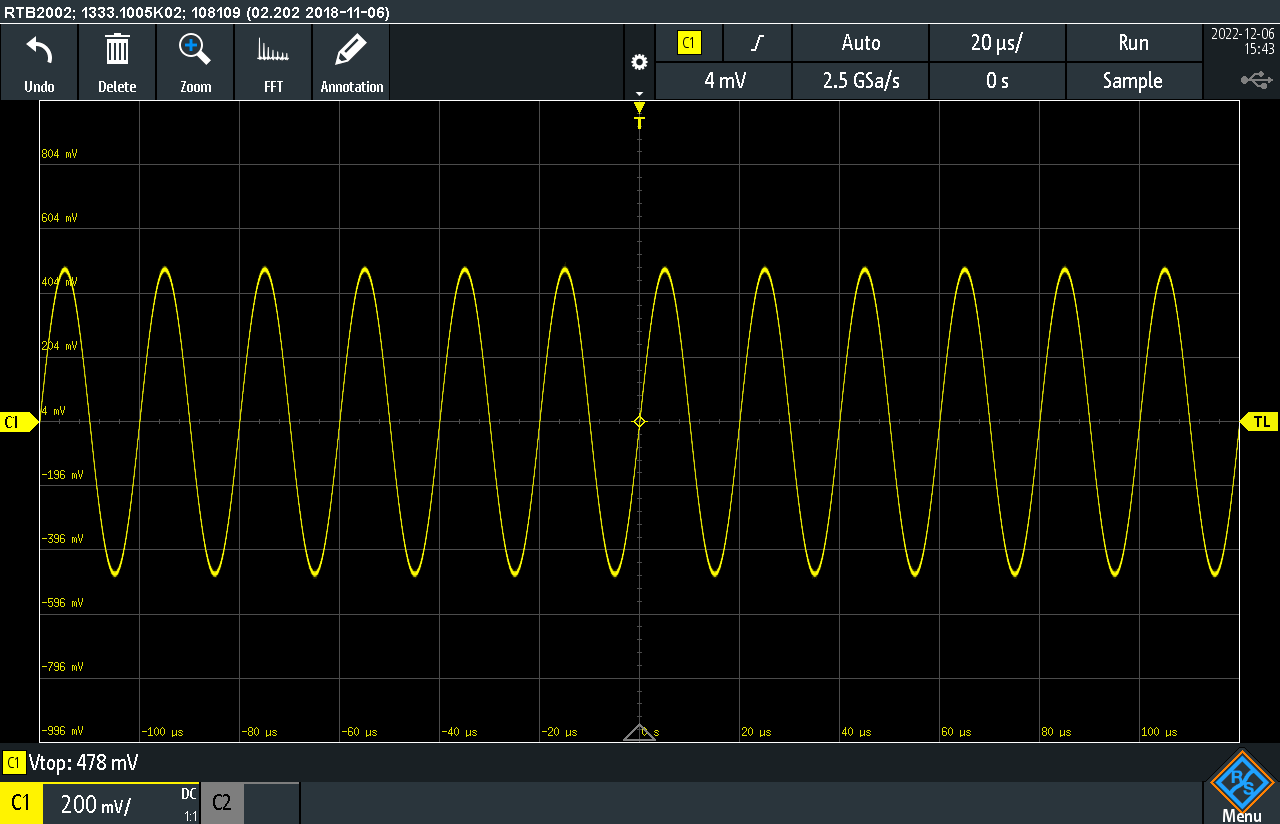 RTB2002; 1333.1005K02; 108109 (02.202 2018-11-06)
Undo
Delete
Zoom
FFT
Annotation
C1
Auto
20 µs/
Run
4 mV
2.5 GSa/s
0 s
Sample
2022-12-06
15:43
T
804 mV
604 mV
404 mV
204 mV
4 mV
-196 mV
-396 mV
-596 mV
-796 mV
-996 mV
C1
TL
-100 µs
-80 µs
-60 µs
-40 µs
-20 µs
0 s
20 µs
40 µs
60 µs
80 µs
100 µs
C1 Vtop: 478 mV
C1
200 mV/
DC
1:1
C2
R S
Menu